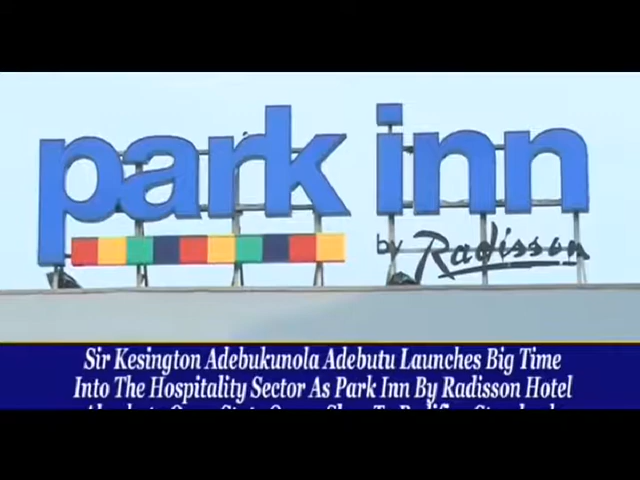 park inn
by Radisson
Sir Kesington Adebukunola Adebutu Launches Big Time
Into The Hospitality Sector As Park Inn By Radisson Hotel